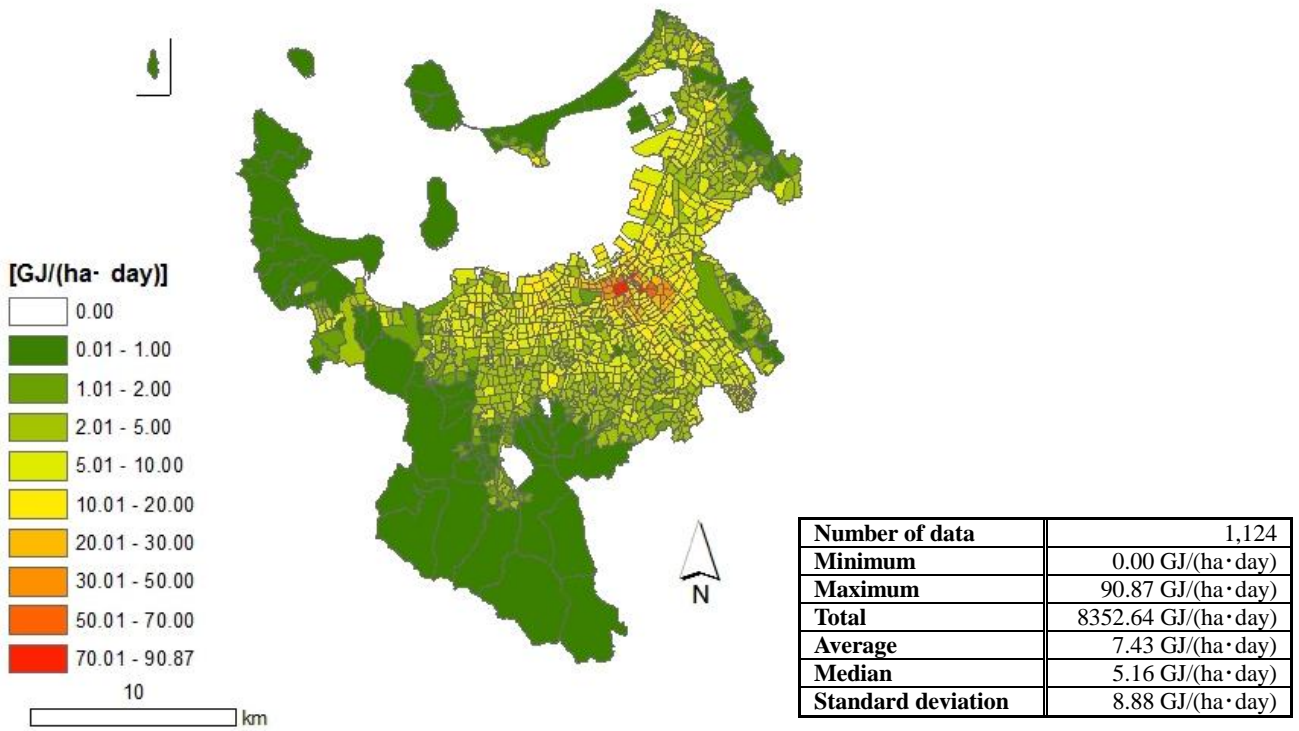 [GJ/(ha· day)]
0.00
0.01 - 1.00
1.01 - 2.00
2.01 - 5.00
5.01 - 10.00
10.01 - 20.00
20.01 - 30.00
30.01 - 50.00
50.01 - 70.00
70.01 - 90.87
10
km
N
Number of data 1,124
Minimum 0.00 GJ/(ha·day)
Maximum 90.87 GJ/(ha·day)
Total 8352.64 GJ/(ha·day)
Average 7.43 GJ/(ha·day)
Median 5.16 GJ/(ha·day)
Standard deviation 8.88 GJ/(ha·day)